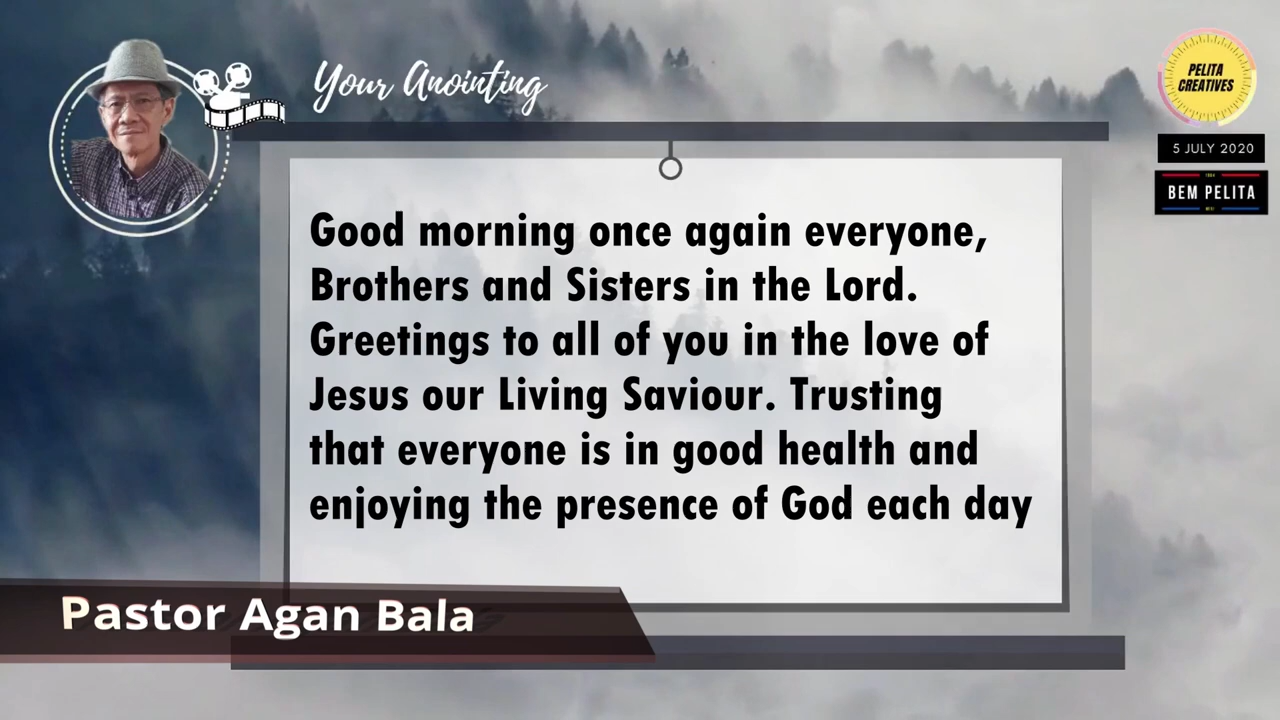 Your Anointing
PELITA
CREATIVES
5 JULY 2020
BEM PELITA
Good morning once again everyone,
Brothers and Sisters in the Lord.
Greetings to all of you in the love of
Jesus our Living Saviour. Trusting
that everyone is in good health and
enjoying the presence of God each day
Pastor Agan Bala